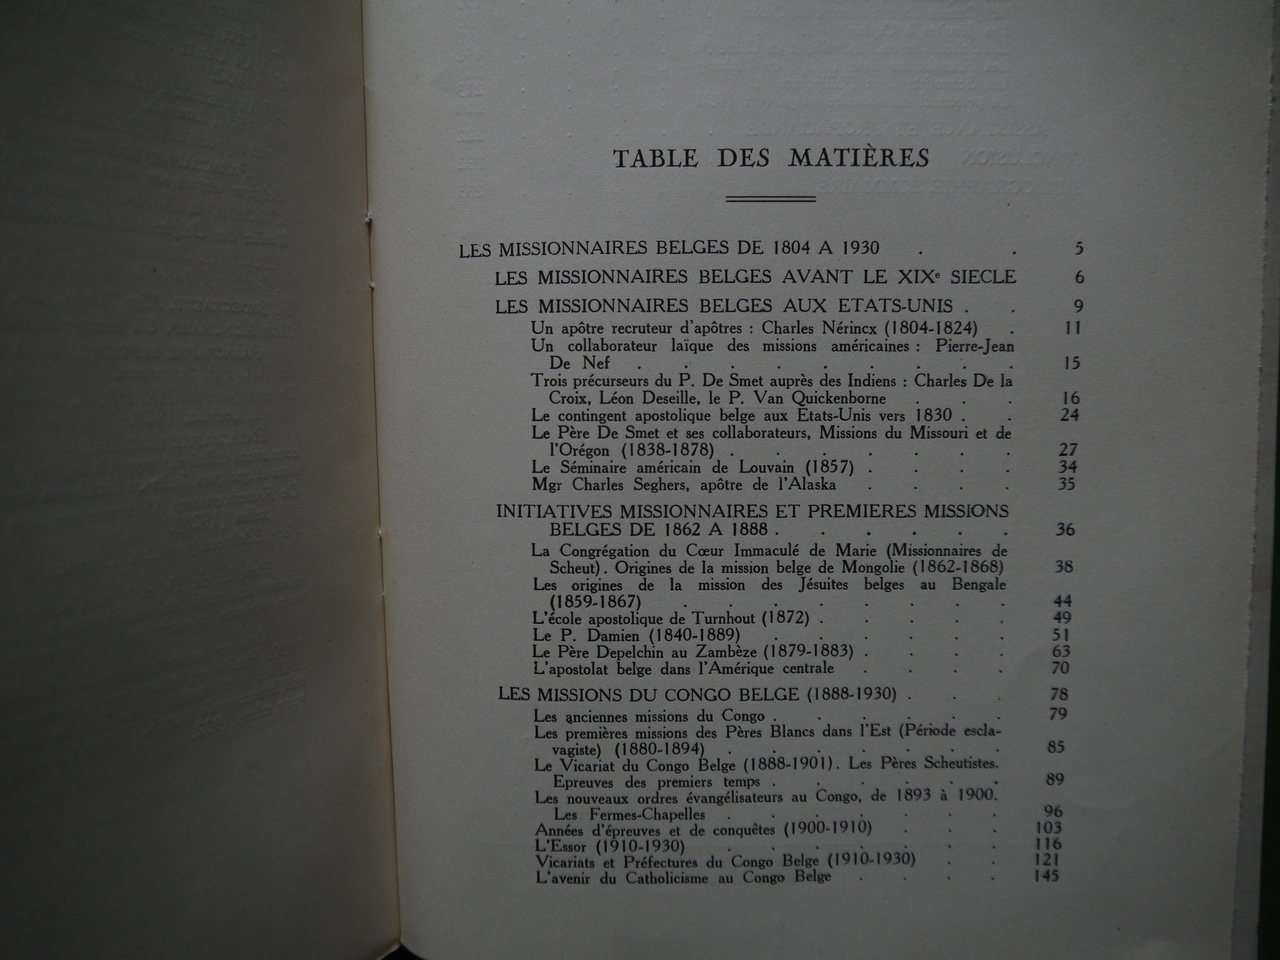 TABLE DES MATIÈRES
LES MISSIONNAIRES BELGES DE 1804 A 1930 . . 5
LES MISSIONNAIRES BELGES AVANT LE XIXe SIECLE 6
LES MISSIONNAIRES BELGES AUX ETATS-UNIS . . 9
Un apôtre recruteur d'apôtres : Charles Nérincx (1804-1824) . 11
Un collaborateur laïque des missions américaines : Pierre-Jean
De Nef . . . . . . . . . 15
Trois précurseurs du P. De Smet auprès des Indiens : Charles De la
Croix, Léon Deseille, le P. Van Quickenborne . . . 16
Le contingent apostolique belge aux Etats-Unis vers 1830 . . 24
Le Père De Smet et ses collaborateurs, Missions du Missouri et de
l'Orégon (1838-1878) . . . . . . . 27
Le Séminaire américain de Louvain (1857) . . . . 34
Mgr Charles Seghers, apôtre de l'Alaska . . . . 35
INITIATIVES MISSIONNAIRES ET PREMIERES MISSIONS
BELGES DE 1862 A 1888 . . . . . . 36
La Congrégation du Cœur Immaculé de Marie (Missionnaires de
Scheut). Origines de la mission belge de Mongolie (1862-1868) 38
Les origines de la mission des Jésuites belges au Bengale
(1859-1867) . . . . . . . . 44
L'école apostolique de Turnhout (1872) . . . . . 49
Le P. Damien (1840-1889) . . . . . . 51
Le Père Depelchin au Zambèze (1879-1883) . . . . 63
L'apostolat belge dans l'Amérique centrale . . . . 70
LES MISSIONS DU CONGO BELGE (1888-1930) . . . 78
Les anciennes missions du Congo . . . . . . 79
Les premières missions des Pères Blancs dans l'Est (Période escla-
vagiste) (1880-1894) . . . . . . . 85
Le Vicariat du Congo Belge (1888-1901). Les Pères Scheutistes.
Epreuves des premiers temps . . . . . . 89
Les nouveaux ordres évangélisateurs au Congo, de 1893 à 1900.
Les Fermes-Chapelles . . . . . . . 96
Années d'épreuves et de conquêtes (1900-1910) . . . 103
L'Essor (1910-1930) . . . . . . . 116
Vicariats et Préfectures du Congo Belge (1910-1930) . . 121
L'avenir du Catholicisme au Congo Belge . . . . 145